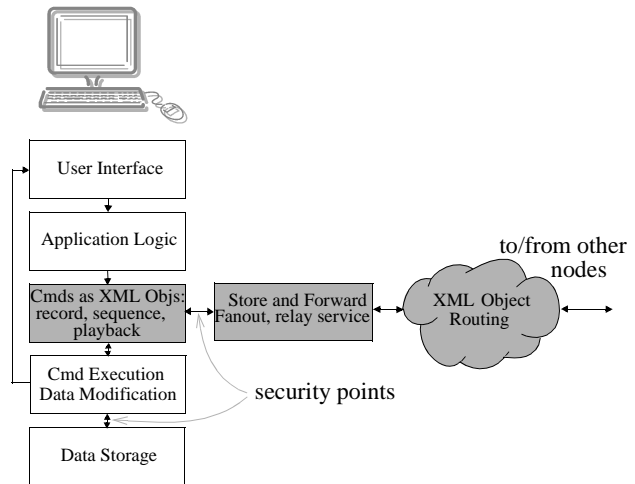 User Interface
Application Logic
Cmds as XML Objs:
record, sequence,
playback
Store and Forward
Fanout, relay service
XML Object
Routing
to/from other
nodes
Cmd Execution
Data Modification
security points
Data Storage